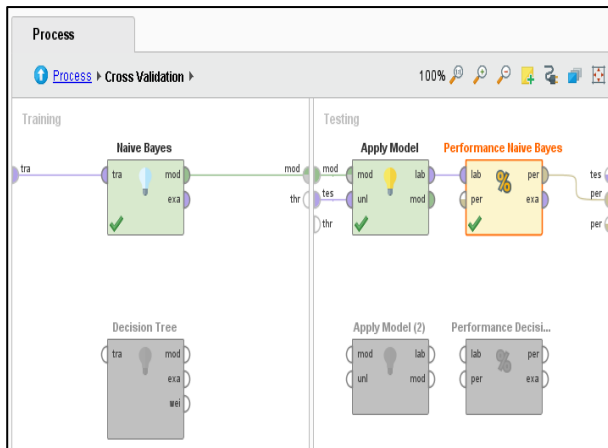 Process
Process ▸ Cross Validation ▸ 100%
Training
Testing
Naive Bayes
Apply Model
Performance Naive Bayes
tra
tra
mod
mod
exa
thr
mod
mod
lab
tes
unl
mod
thr
lab
per
per
exa
tes
per
per
Decision Tree
Apply Model (2)
Performance Decisi...
tra
mod
exa
wei
mod
lab
unl
mod
lab
per
per
exa